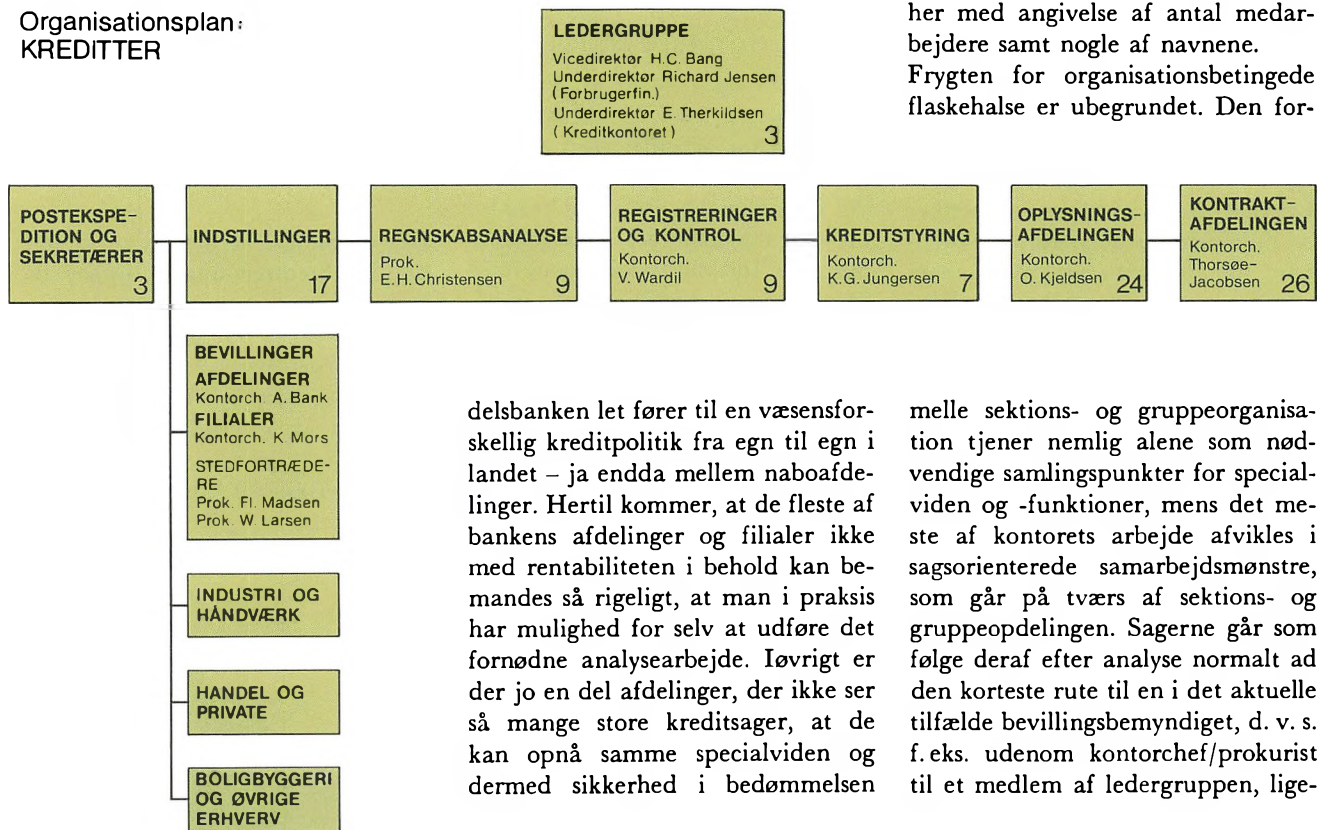 Organisationsplan:
KREDITTER
LEDERGRUPPE
Vicedirektør H.C. Bang
Underdirektør Richard Jensen
(Forbrugerfin.)
Underdirektør E. Therkildsen
(Kreditkontoret)
3
POSTEKSPE-
DITION OG
SEKRETÆRER
3
INDSTILLINGER
17
REGNSKABSANALYSE
Prok.
E.H. Christensen
9
REGISTRERINGER
OG KONTROL
Kontorch.
V. Wardil
9
KREDITSTYRING
Kontorch.
K.G. Jungersen
7
OPLYSNINGS-
AFDELINGEN
Kontorch.
O. Kjeldsen
24
KONTRAKT-
AFDELINGEN
Kontorch.
Thorsøe-
Jacobsen
26
BEVILLINGER
AFDELINGER
Kontorch. A. Bank
FILIALER
Kontorch. K. Mors
STEDFORTRÆDE-
RE
Prok. Fl. Madsen
Prok. W. Larsen
INDUSTRI OG
HÅNDVÆRK
HANDEL OG
PRIVATE
BOLIGBYGGERI
OG ØVRIGE
ERHVERV
delsbanken let fører til en væsensfor-
skellig kreditpolitik fra egn til egn i
landet – ja endda mellem naboafde-
linger. Hertil kommer, at de fleste af
bankens afdelinger og filialer ikke
med rentabiliteten i behold kan be-
mandes så rigeligt, at man i praksis
har mulighed for selv at udføre det
fornødne analysearbejde. Iøvrigt er
der jo en del afdelinger, der ikke ser
så mange store kreditsager, at de
kan opnå samme specialviden og
dermed sikkerhed i bedømmelsen
her med angivelse af antal medar-
bejdere samt nogle af navnene.
Frygten for organisationsbetingede
flaskehalse er ubegrundet. Den for-
melle sektions- og gruppeorganisa-
tion tjener nemlig alene som nød-
vendige samlingspunkter for special-
viden og -funktioner, mens det me-
ste af kontorets arbejde afvikles i
sagsorienterede samarbejdsmønstre,
som går på tværs af sektions- og
gruppeopdelingen. Sagerne går som
følge deraf efter analyse normalt ad
den korteste rute til en i det aktuelle
tilfælde bevillingsbemyndiget, d. v. s.
f. eks. udenom kontorchef/prokurist
til et medlem af ledergruppen, lige-